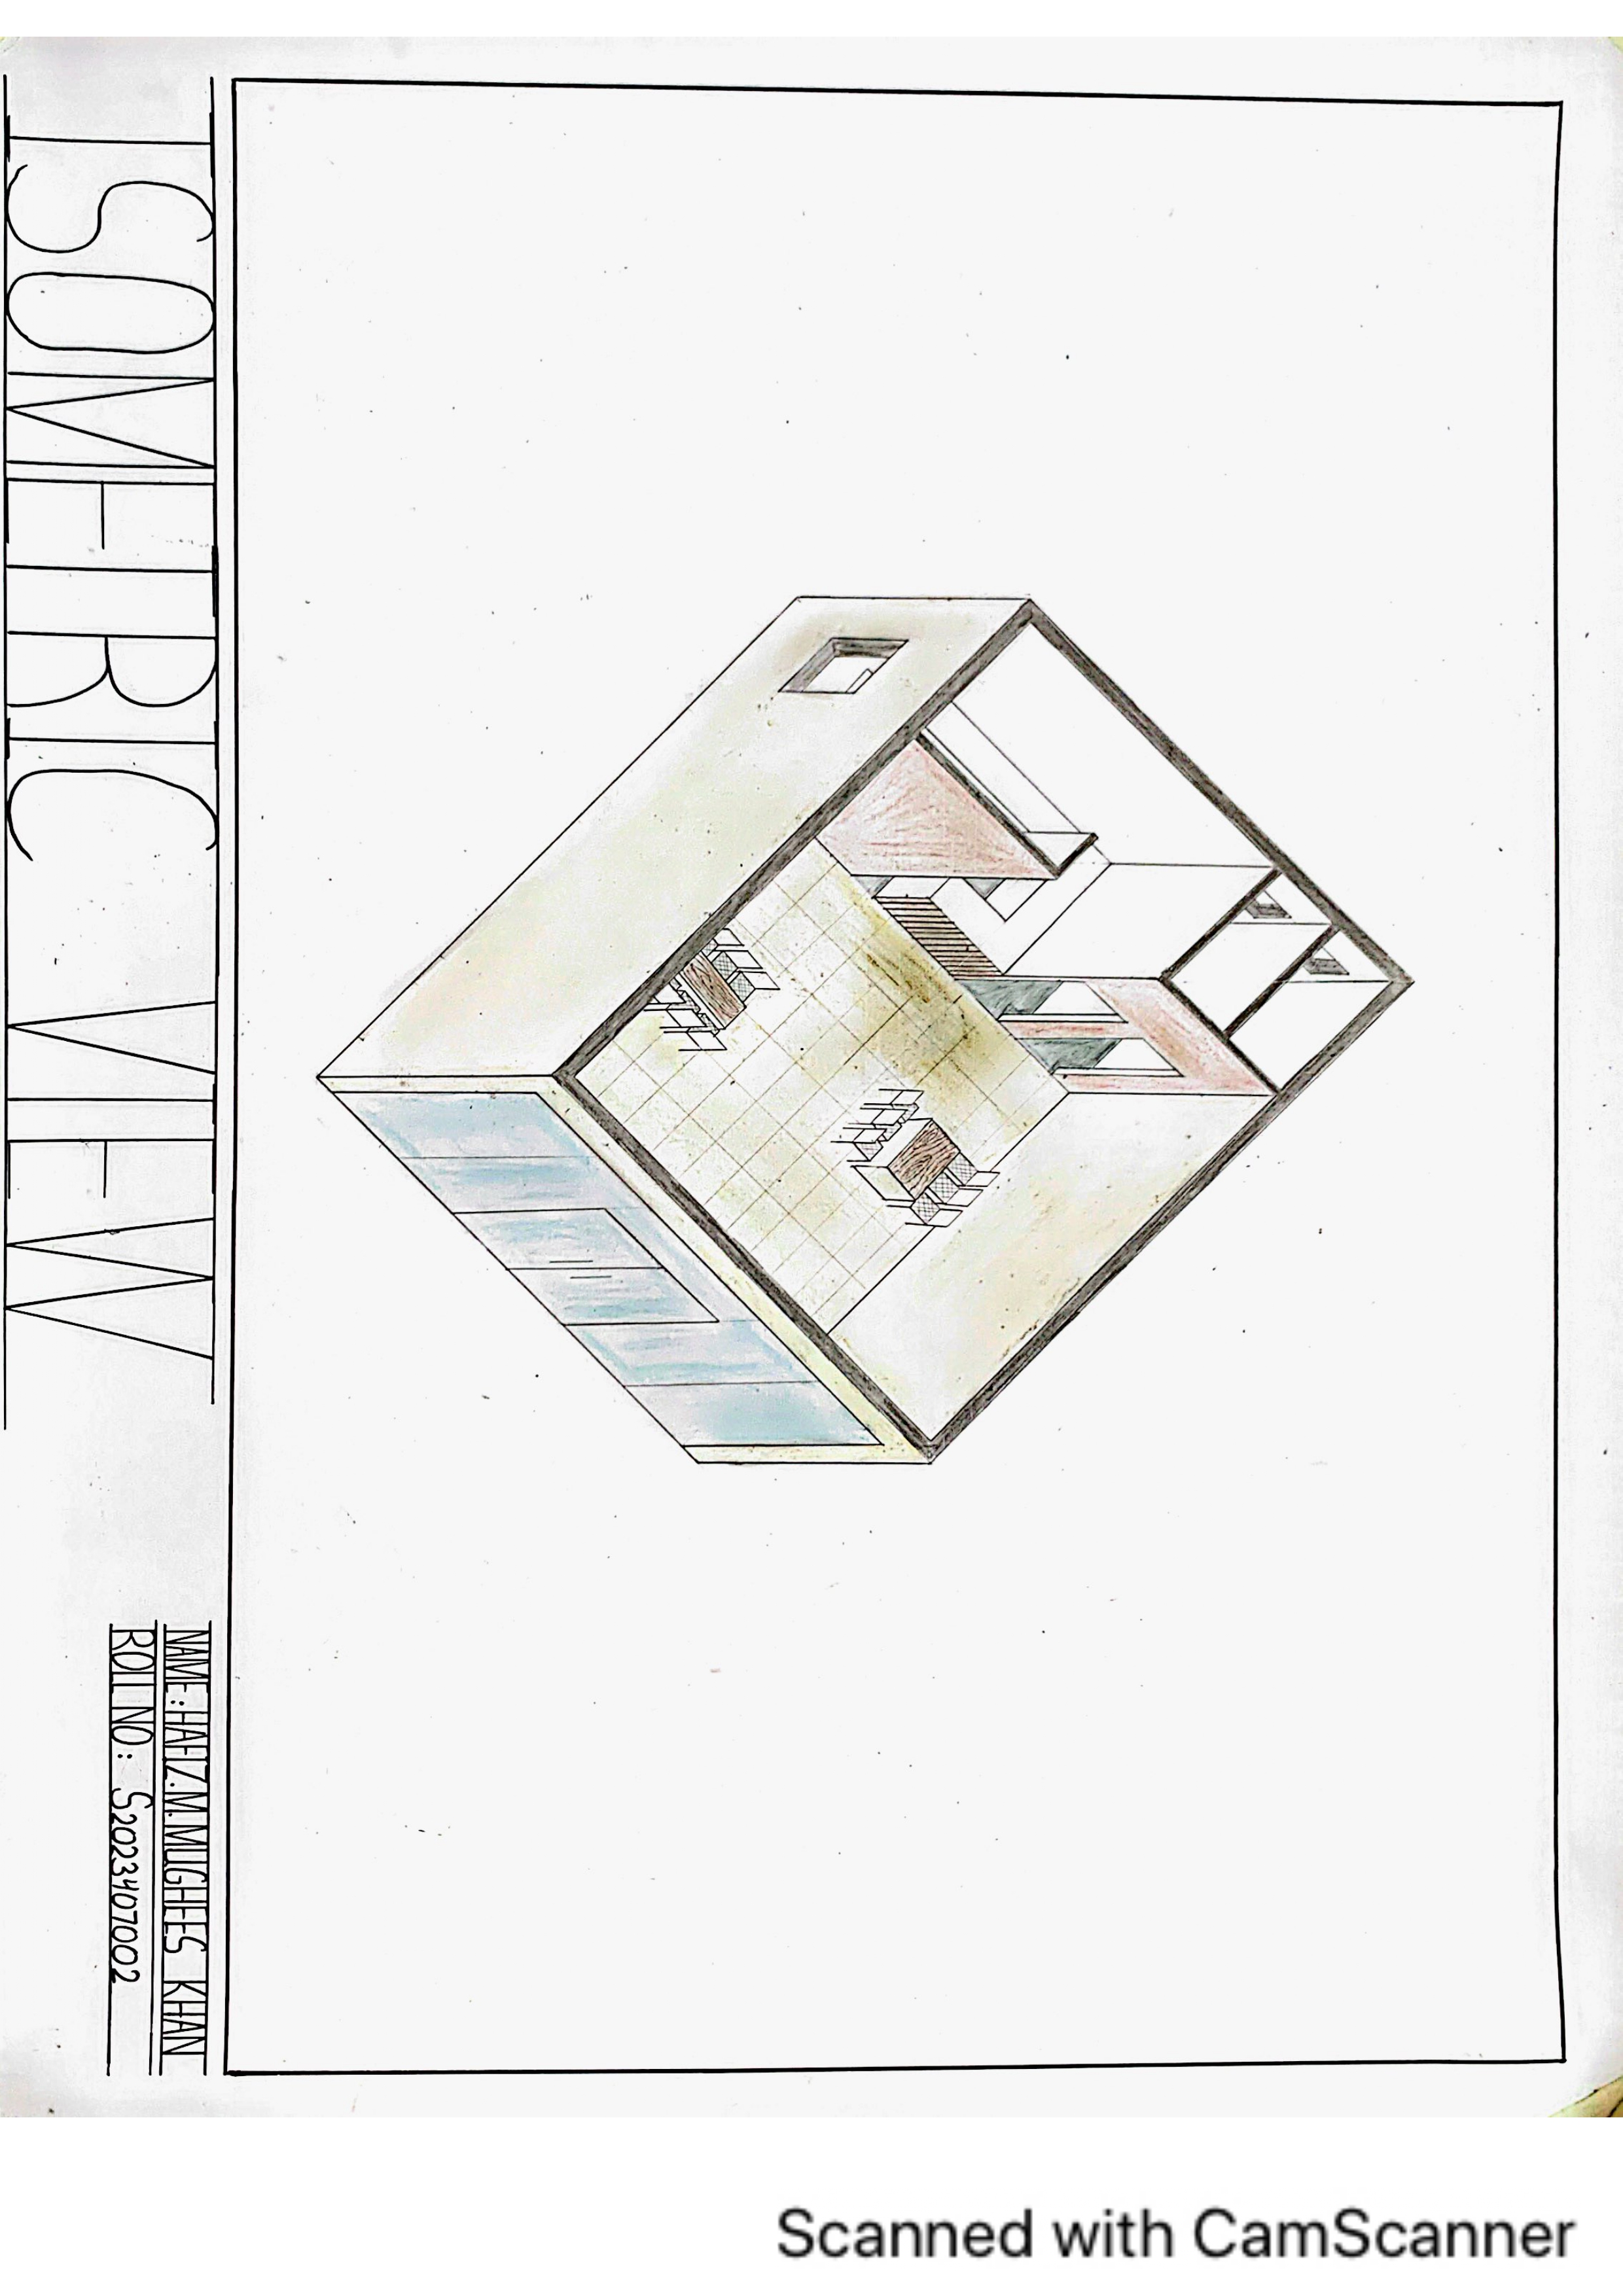 ISOMETRIC VIEW
NAME:HAFIZ.M.MUGHEES KHAN
ROLL NO: S2023407002
Scanned with CamScanner